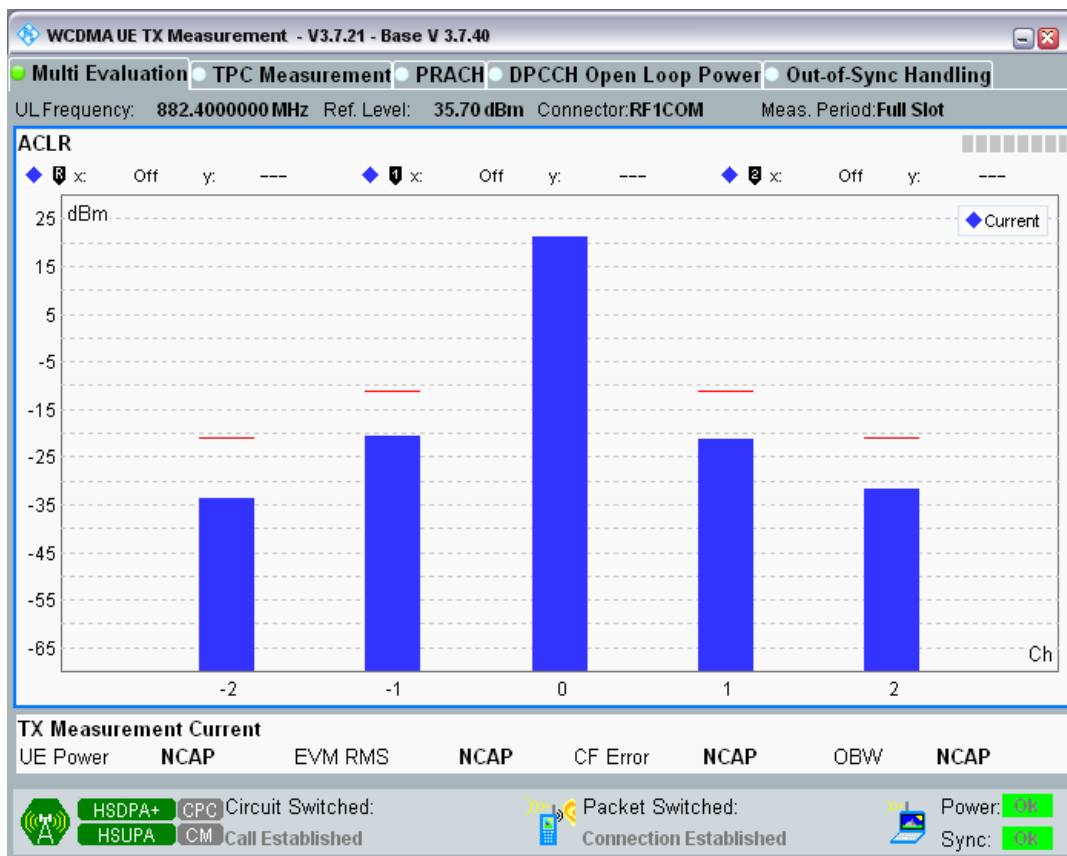 WCDMA UE TX Measurement - V3.7.21 - Base V 3.7.40
Multi Evaluation TPC Measurement PRACH DPCCH Open Loop Power Out-of-Sync Handling
UL Frequency: 882.4000000 MHz Ref. Level: 35.70 dBm Connector:RF1COM Meas. Period:Full Slot
ACLR
R x: Off y: --- 1 x: Off y: --- 2 x: Off y: ---
dBm
Current
25
15
5
-5
-15
-25
-35
-45
-55
-65
Ch
-2 -1 0 1 2
TX Measurement Current
UE Power NCAP EVM RMS NCAP CF Error NCAP OBW NCAP
HSDPA+ CPC Circuit Switched: Packet Switched: Power: Ok
HSUPA CM Call Established Connection Established Sync: Ok